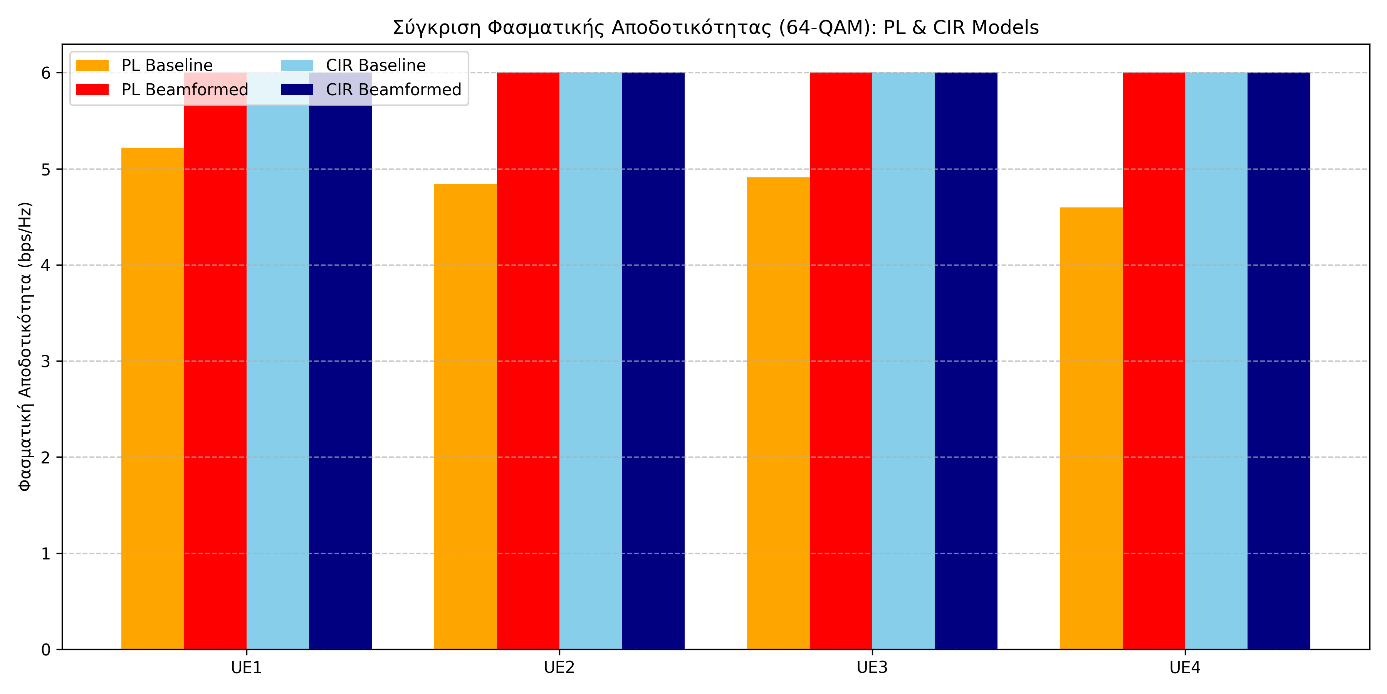 Σύγκριση Φασματικής Αποδοτικότητας (64-QAM): PL & CIR Models
PL Baseline
PL Beamformed
CIR Baseline
CIR Beamformed
Φασματική Αποδοτικότητα (bps/Hz)
6
5
4
3
2
1
0
UE1
UE2
UE3
UE4